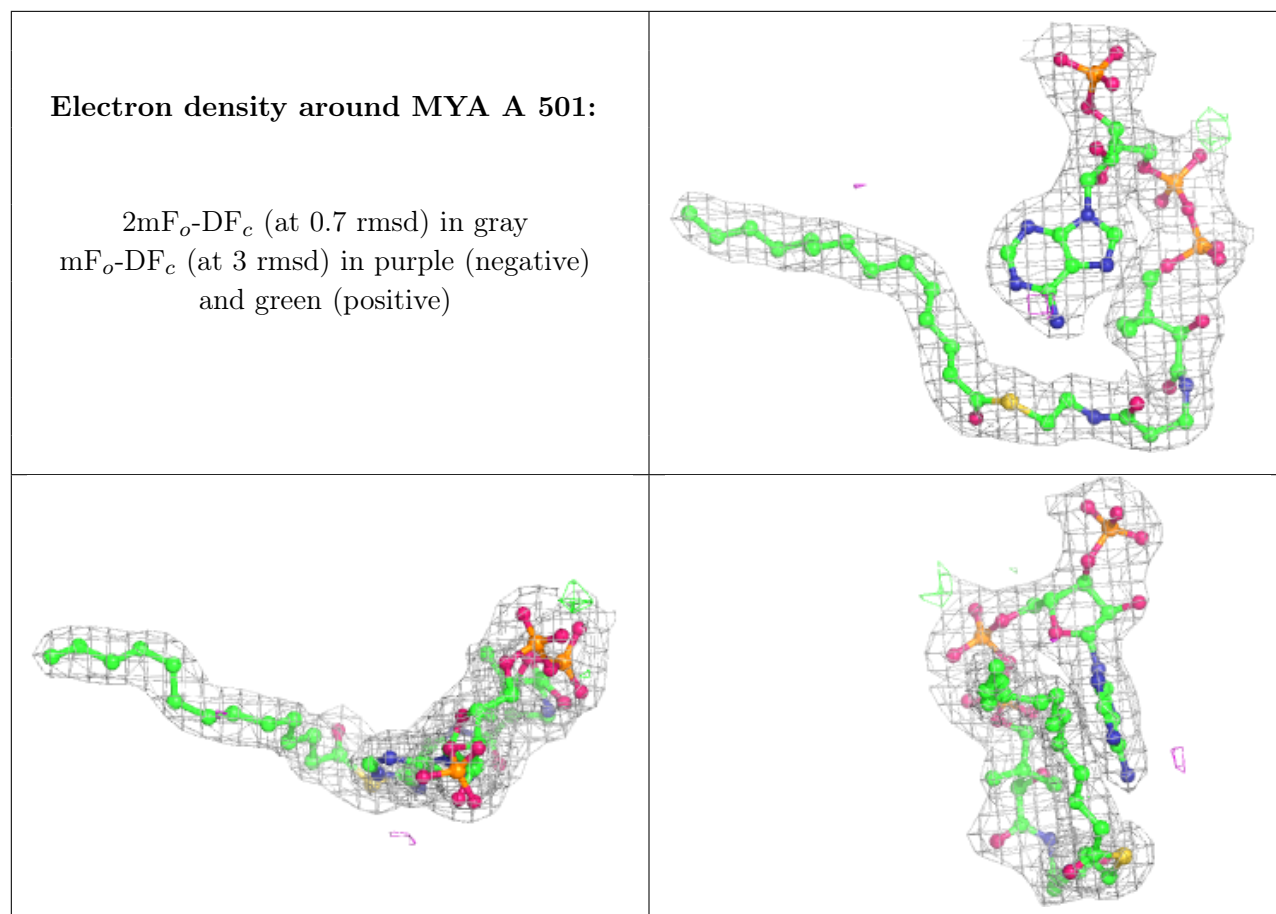 Electron density around MYA A 501:
2mFo-DFc (at 0.7 rmsd) in gray
mFo-DFc (at 3 rmsd) in purple (negative)
and green (positive)